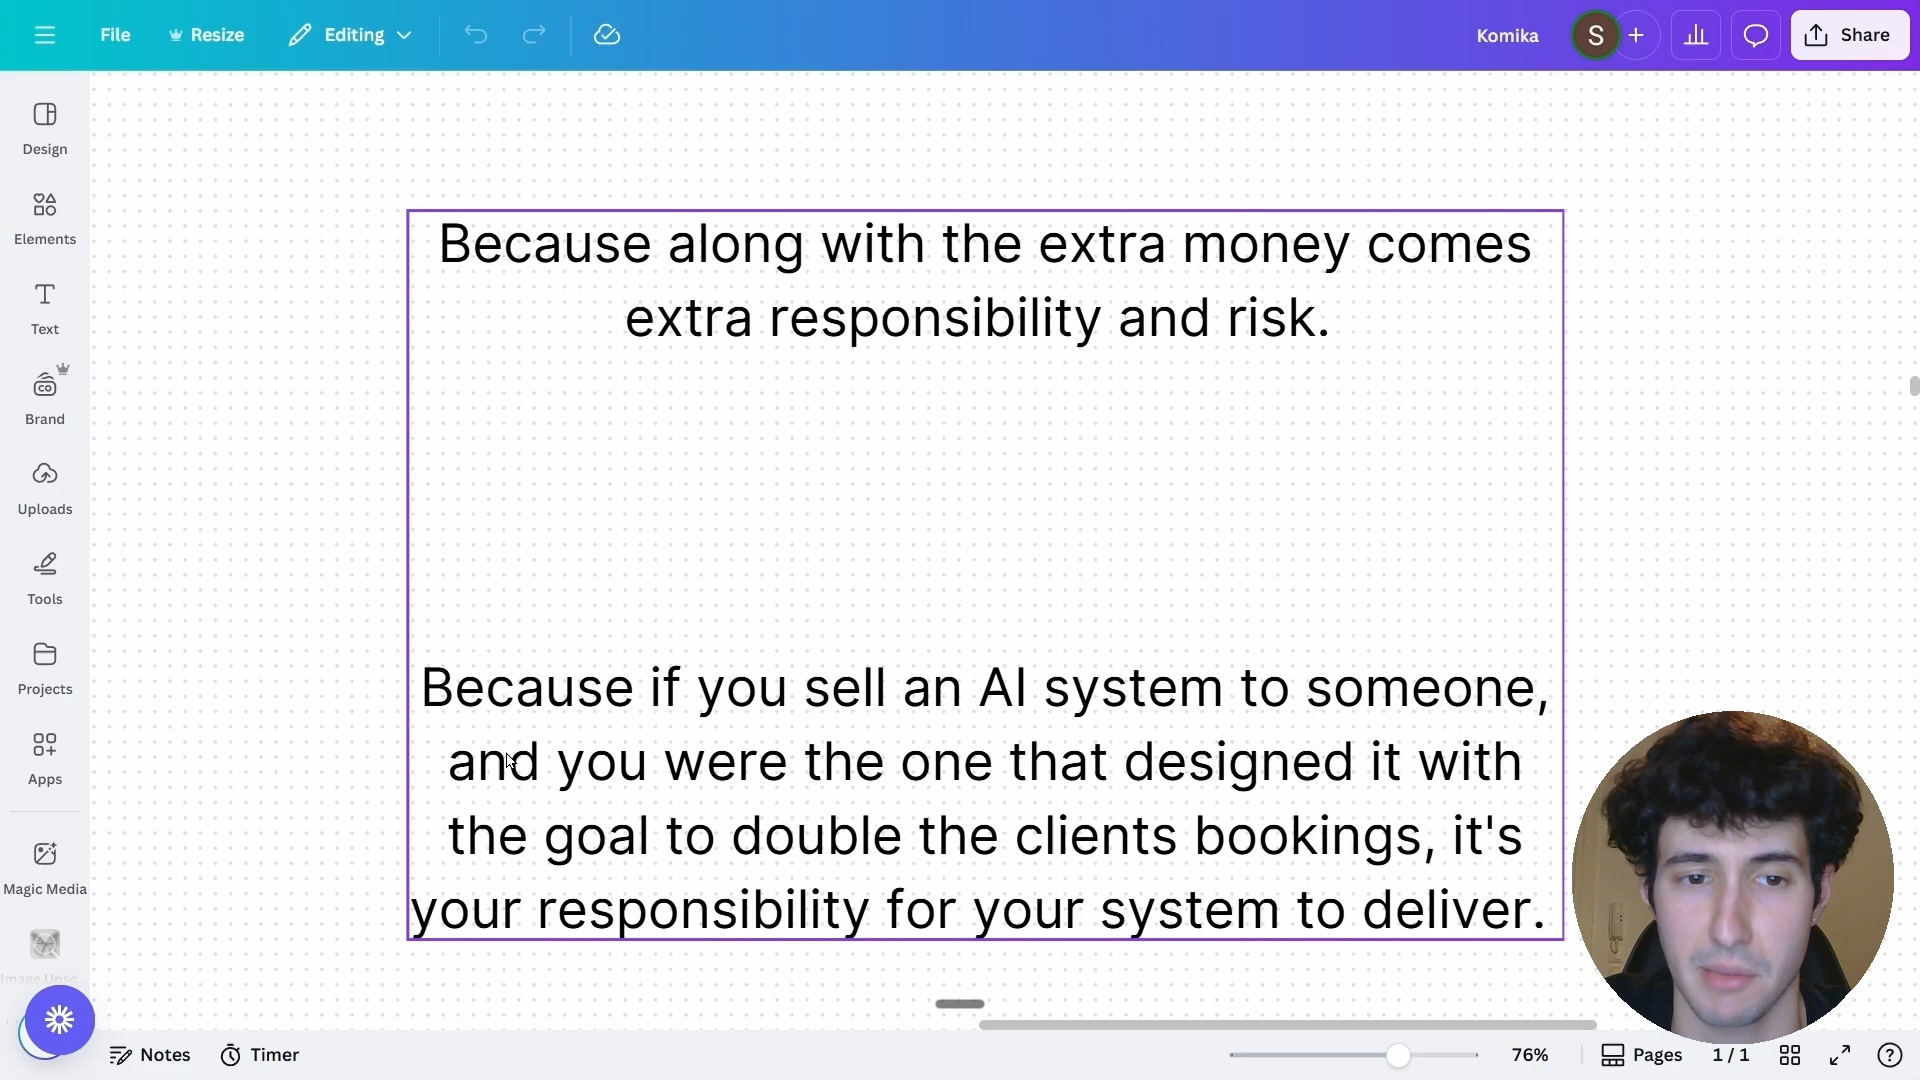 File
Resize
Editing
Komika
S
Share
Design
Elements
Text
Brand
Uploads
Tools
Projects
Apps
Magic Media
Because along with the extra money comes
extra responsibility and risk.
Because if you sell an AI system to someone,
and you were the one that designed it with
the goal to double the clients bookings, it's
your responsibility for your system to deliver.
Notes
Timer
76%
Pages
1 / 1